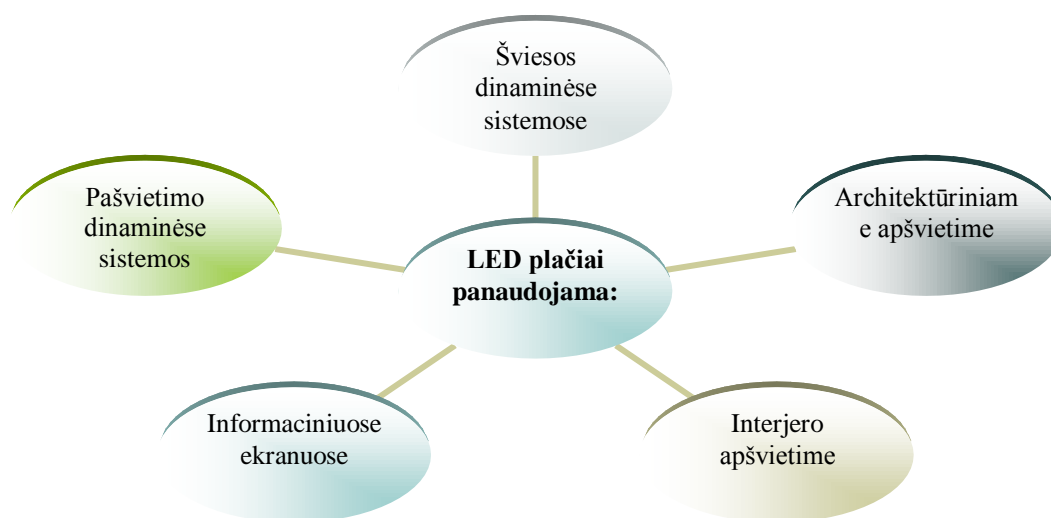 Šviesos
dinaminėse
sistemose
Pašvietimo
dinaminėse
sistemos
Architektūriniam
e apšvietime
LED plačiai
panaudojama:
Informaciniuose
ekranuose
Interjero
apšvietime